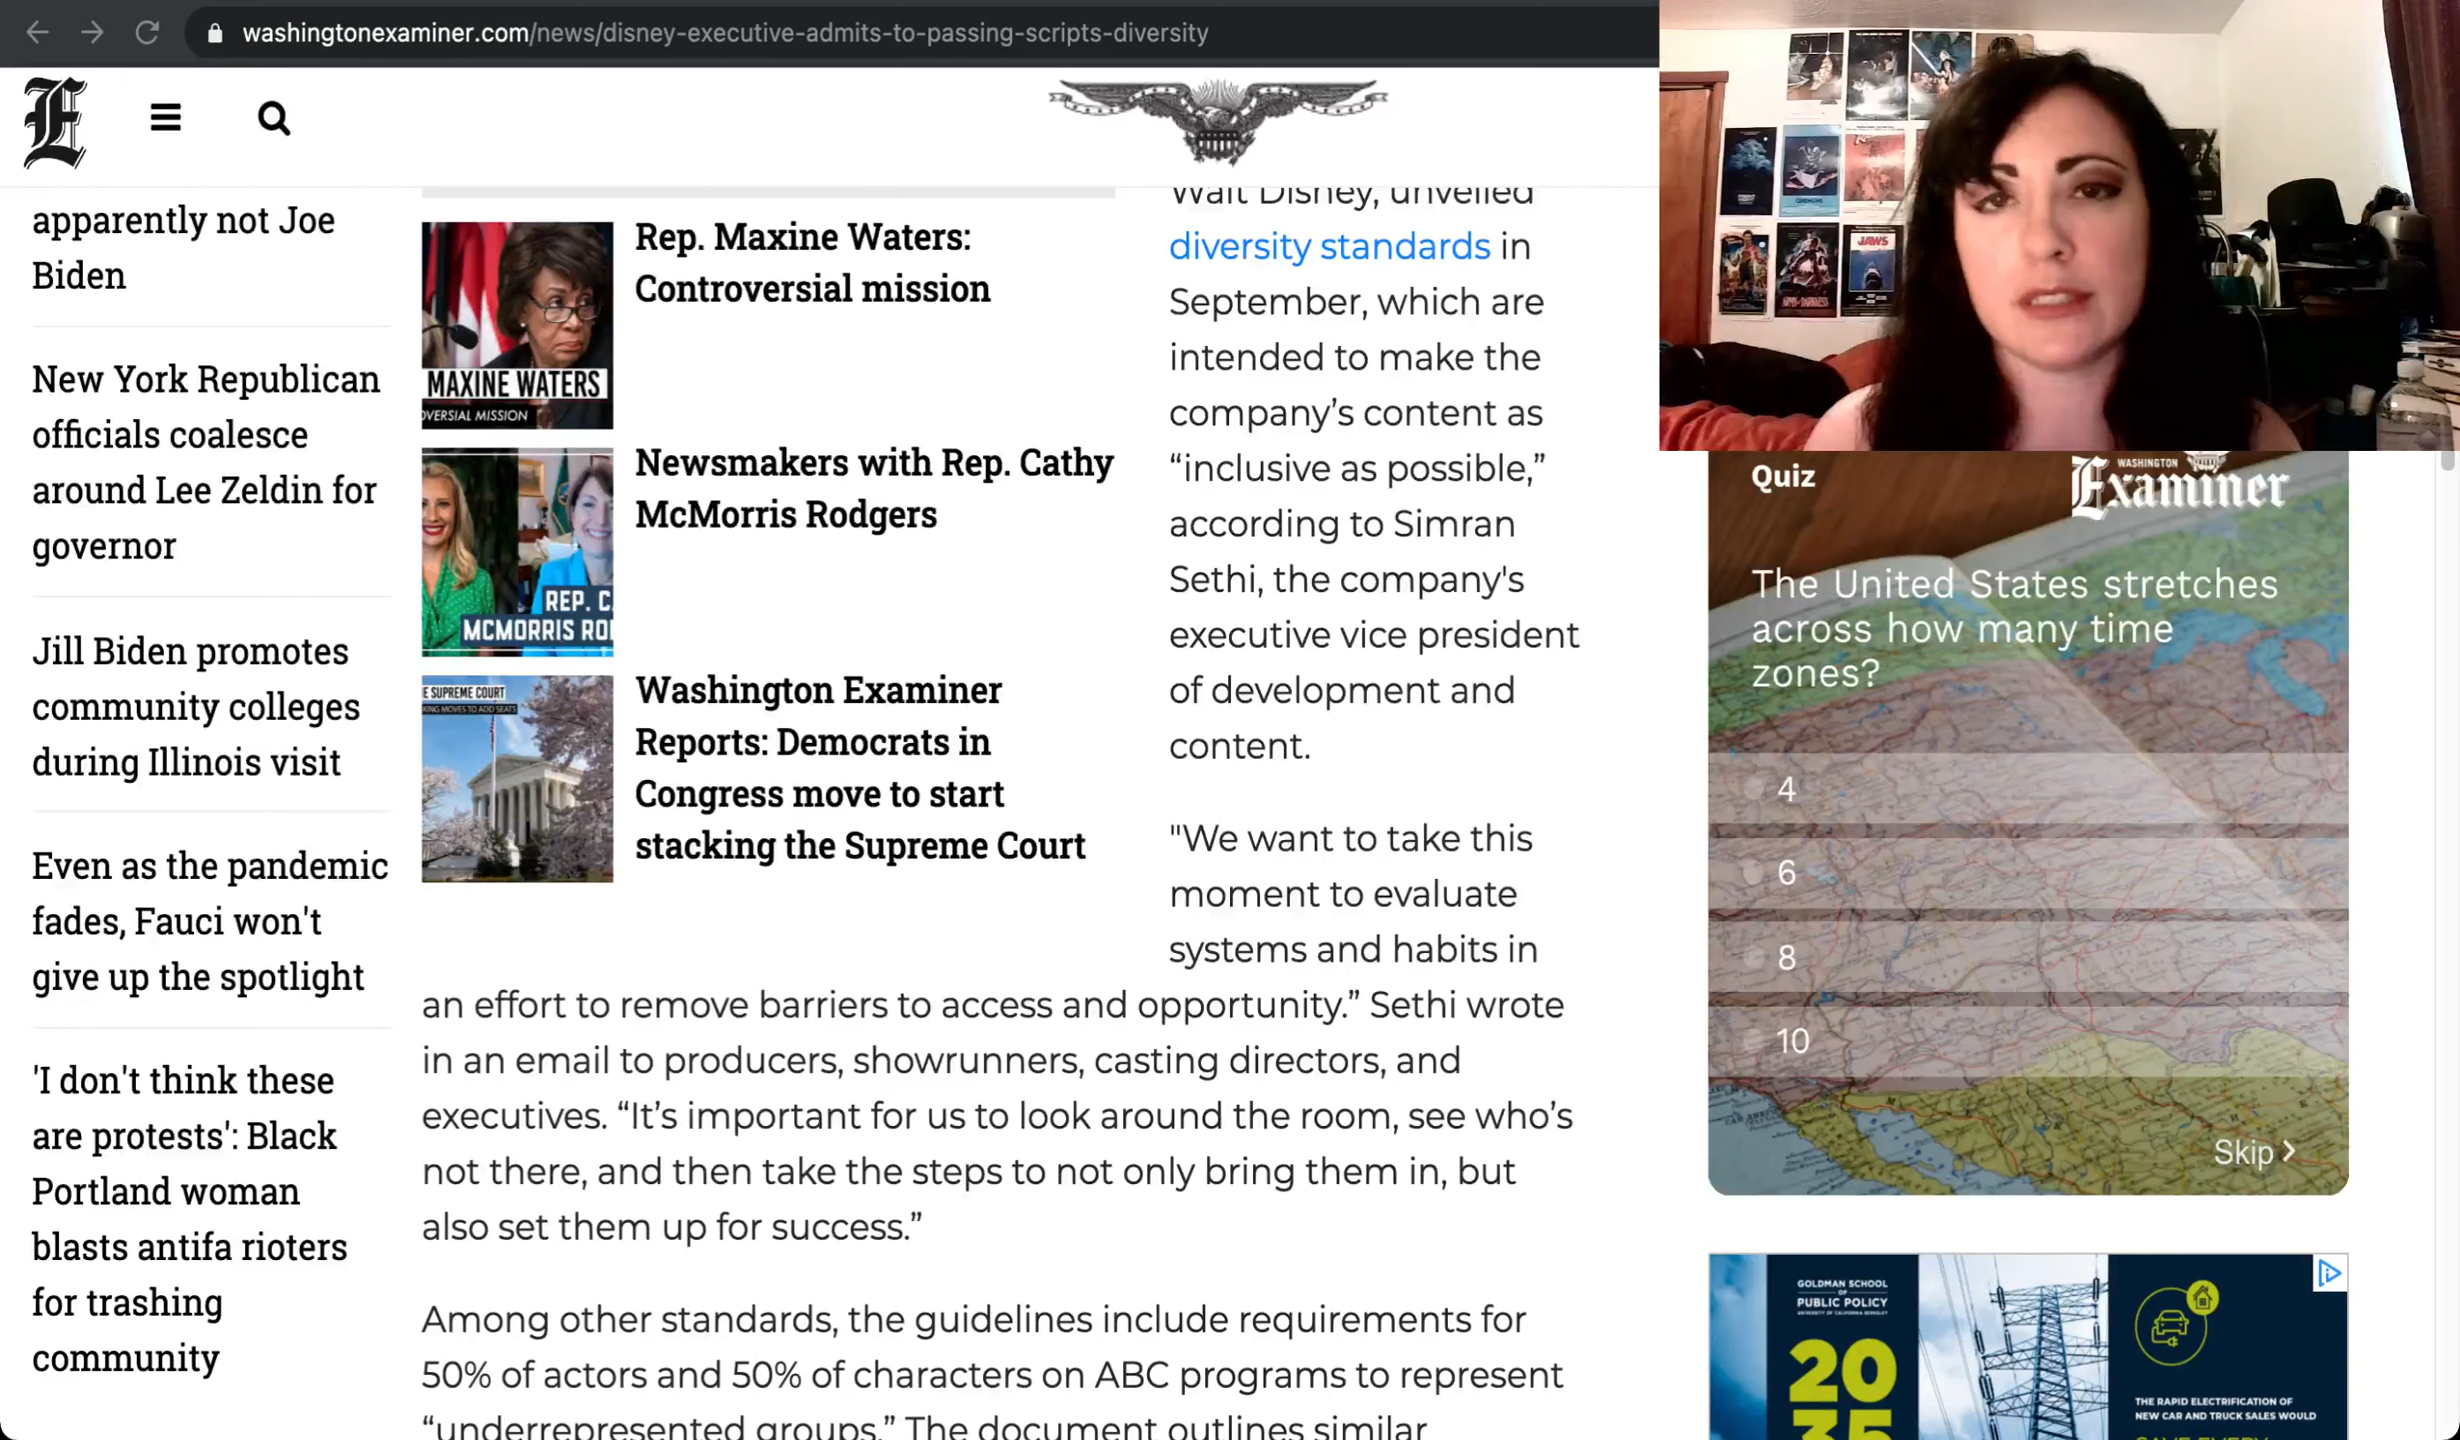 washingtonexaminer.com/news/disney-executive-admits-to-passing-scripts-diversity
E
apparently not Joe
Biden
New York Republican
officials coalesce
around Lee Zeldin for
governor
Jill Biden promotes
community colleges
during Illinois visit
Even as the pandemic
fades, Fauci won't
give up the spotlight
'I don't think these
are protests': Black
Portland woman
blasts antifa rioters
for trashing
community
MAXINE WATERS
OVERSIAL MISSION
Rep. Maxine Waters:
Controversial mission
REP. C
MCMORRIS RO
Newsmakers with Rep. Cathy
McMorris Rodgers
E SUPREME COURT
KING MOVES TO ADD SEATS
Washington Examiner
Reports: Democrats in
Congress move to start
stacking the Supreme Court
Walt Disney, unveiled
diversity standards in
September, which are
intended to make the
company’s content as
“inclusive as possible,”
according to Simran
Sethi, the company's
executive vice president
of development and
content.
"We want to take this
moment to evaluate
systems and habits in
an effort to remove barriers to access and opportunity.” Sethi wrote
in an email to producers, showrunners, casting directors, and
executives. “It’s important for us to look around the room, see who’s
not there, and then take the steps to not only bring them in, but
also set them up for success.”
Among other standards, the guidelines include requirements for
50% of actors and 50% of characters on ABC programs to represent
“underrepresented groups.” The document outlines similar
GREMLINS
ARMY OF DARKNESS
JAWS
Quiz
WASHINGTON
Examiner
The United States stretches
across how many time
zones?
4
6
8
10
Skip
GOLDMAN SCHOOL
OF
PUBLIC POLICY
UNIVERSITY OF CALIFORNIA BERKELEY
20
35
THE RAPID ELECTRIFICATION OF
NEW CAR AND TRUCK SALES WOULD
SAVE EVERY